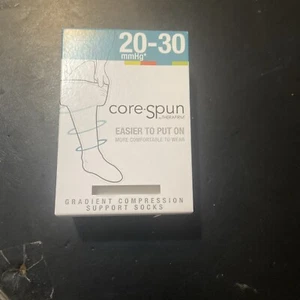 20-30
mmHg*
core·spun
EASIER TO PUT ON
MORE COMFORTABLE TO WEAR
GRADIENT COMPRESSION
SUPPORT SOCKS